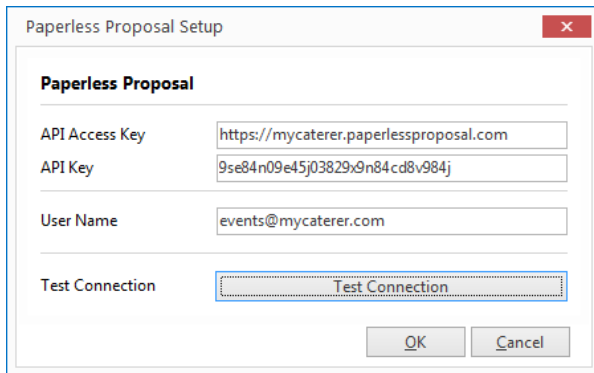 Paperless Proposal Setup
Paperless Proposal
API Access Key https://mycaterer.paperlessproposal.com
API Key 9se84n09e45j03829x9n84cd8v984j
User Name events@mycaterer.com
Test Connection Test Connection
OK Cancel